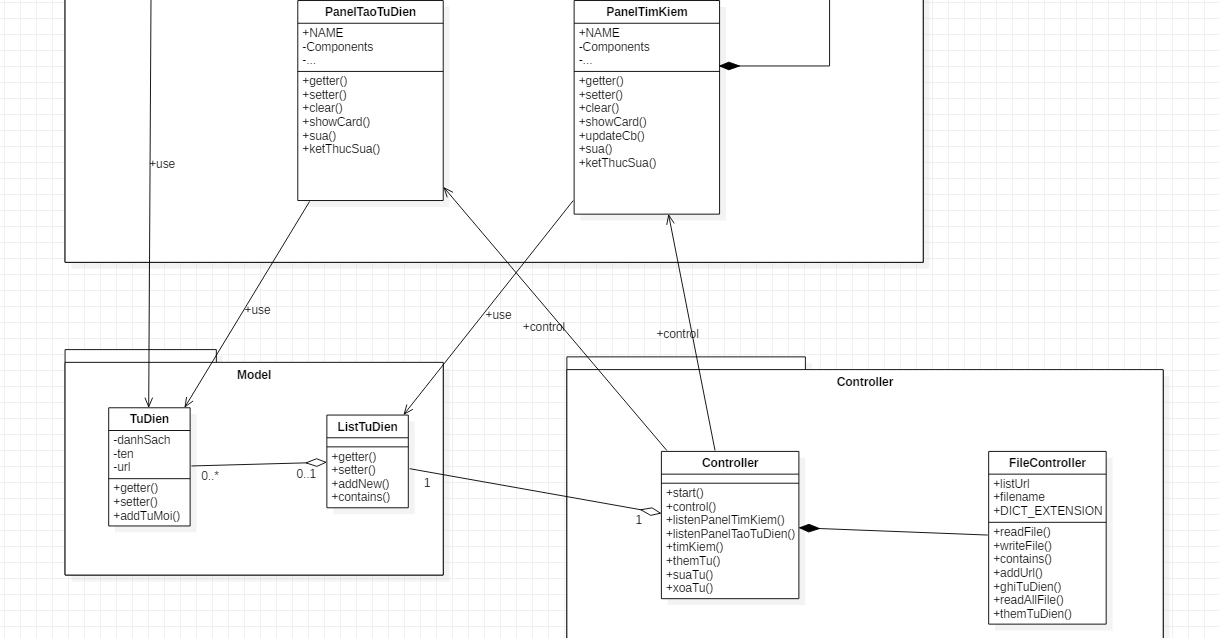 PanelTaoTuDien
+NAME
-Components
-...
+getter()
+setter()
+clear()
+showCard()
+sua()
+ketThucSua()
PanelTimKiem
+NAME
-Components
-...
+getter()
+setter()
+clear()
+showCard()
+updateCb()
+sua()
+ketThucSua()
+use
+use
+use
+control
+control
Model
TuDien
-danhSach
-ten
-url
+getter()
+setter()
+addTuMoi()
0..*
0..1
ListTuDien
+getter()
+setter()
+addNew()
+contains()
1
1
Controller
Controller
+start()
+control()
+listenPanelTimKiem()
+listenPanelTaoTuDien()
+timKiem()
+themTu()
+suaTu()
+xoaTu()
FileController
+listUrl
+filename
+DICT_EXTENSION
+readFile()
+writeFile()
+contains()
+addUrl()
+ghiTuDien()
+readAllFile()
+themTuDien()